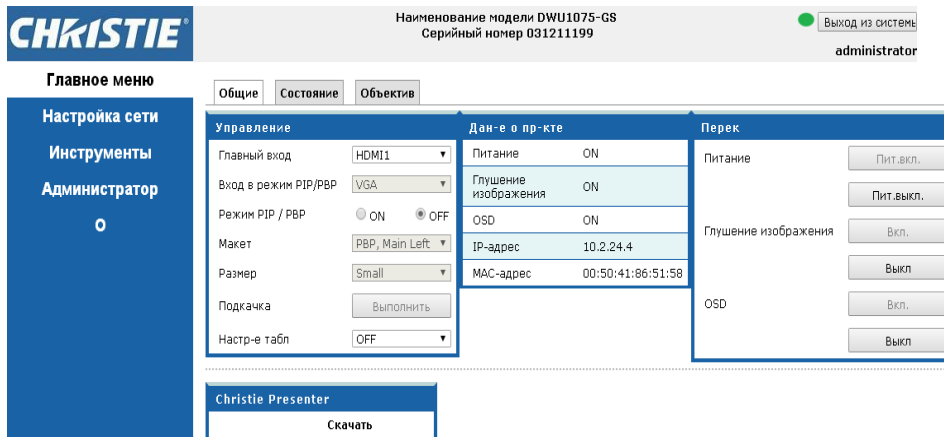 CHRISTIE®
Наименование модели DWU1075-GS
Серийный номер 031211199
Выход из системь
administrator
Главное меню
Настройка сети
Инструменты
Администратор
О
Общие
Состояние
Объектив
Управление
Главный вход HDMI1
Вход в режим PIP/PBP VGA
Режим PIP / PBP ON OFF
Макет PBP, Main Left
Размер Small
Подкачка Выполнить
Настр-е табл OFF
Дан-е о пр-кте
Питание ON
Глушение
изображения ON
OSD ON
IP-адрес 10.2.24.4
MAC-адрес 00:50:41:86:51:58
Перек
Питание Пит.вкл.
Пит.выкл.
Глушение изображения Вкл.
Выкл
OSD Вкл.
Выкл
Christie Presenter
Скачать